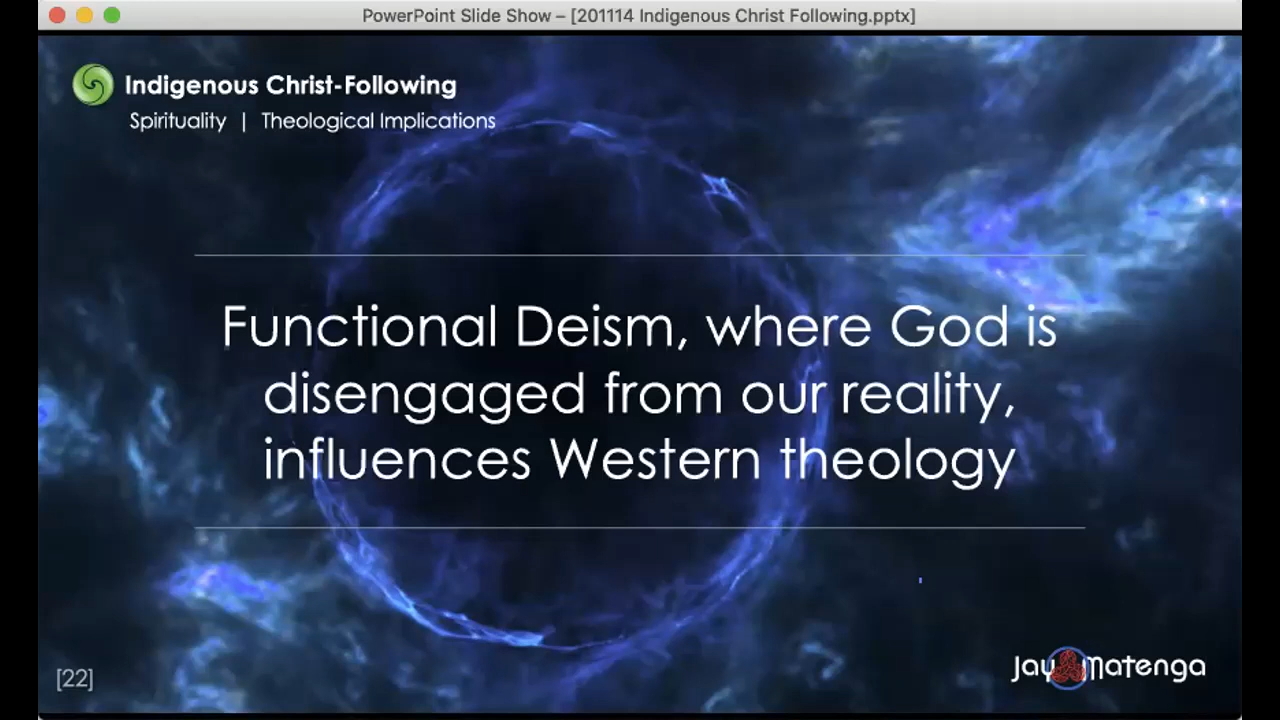 PowerPoint Slide Show – [201114 Indigenous Christ Following.pptx]
Indigenous Christ-Following
Spirituality | Theological Implications
Functional Deism, where God is
disengaged from our reality,
influences Western theology
[22]
Jay Matenga